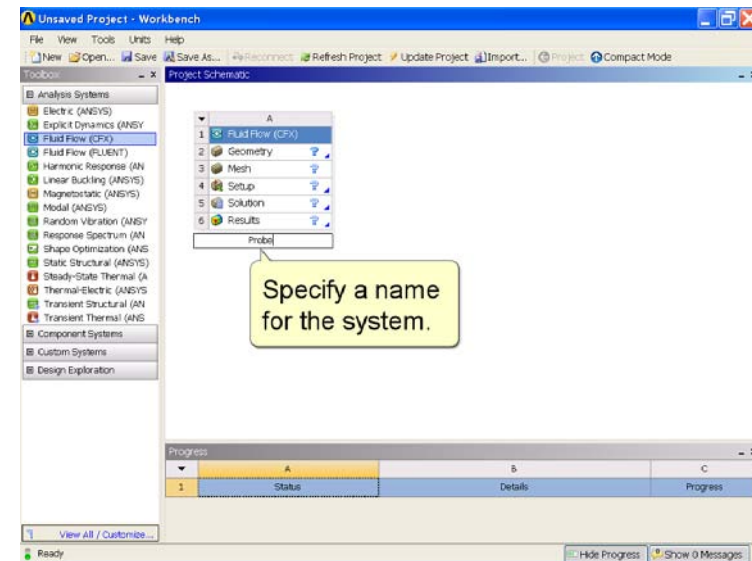 Unsaved Project - Workbench
File View Tools Units Help
New Open... Save Save As... Reconnect Refresh Project Update Project Import... Project Compact Mode
Toolbox
Project Schematic
Analysis Systems
Electric (ANSYS)
Explicit Dynamics (ANSY
Fluid Flow (CFX)
Fluid Flow (FLUENT)
Harmonic Response (AN
Linear Buckling (ANSYS)
Magnetostatic (ANSYS)
Modal (ANSYS)
Random Vibration (ANSY
Response Spectrum (AN
Shape Optimization (ANS
Static Structural (ANSYS)
Steady-State Thermal (A
Thermal-Electric (ANSYS
Transient Structural (AN
Transient Thermal (ANS
Component Systems
Custom Systems
Design Exploration
View All / Customize...
A
1 Fluid Flow (CFX)
2 Geometry ?
3 Mesh ?
4 Setup ?
5 Solution ?
6 Results ?
Probe
Specify a name
for the system.
Progress
A B C
1 Status Details Progress
Ready
Hide Progress Show 0 Messages